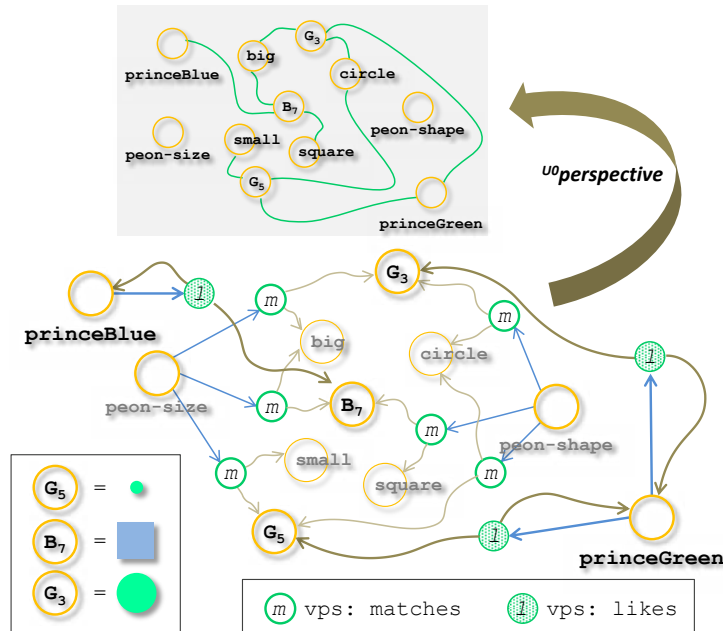 G3
big
princeBlue
circle
B7
peon-shape
small
peon-size
square
G5
princeGreen
U0perspective
G3
l
m
m
princeBlue
big
circle
l
peon-size
B7
m
m
peon-shape
small
m
m
square
G5
l
princeGreen
G5 =
B7 =
G3 =
m vps: matches
l vps: likes